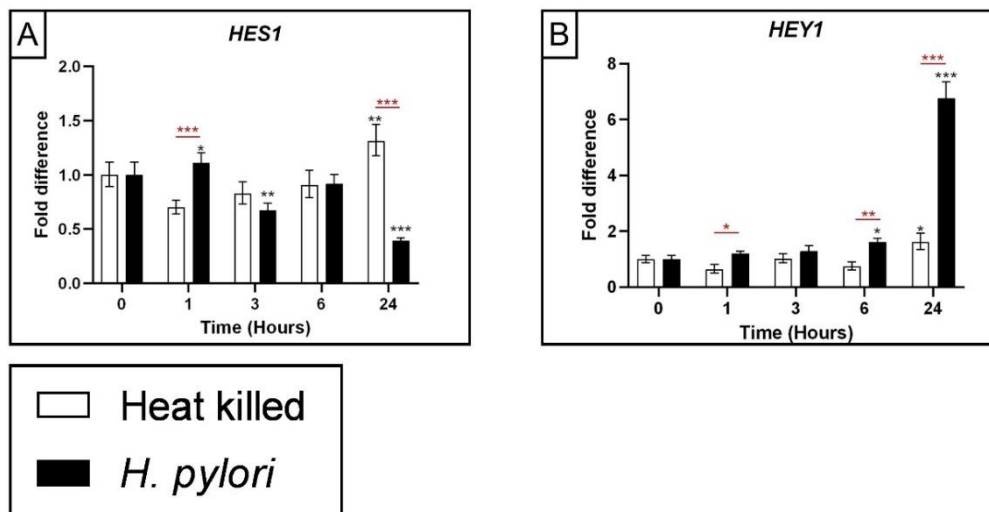 A
HES1
Fold difference
2.0
1.5
1.0
0.5
0.0
***
*
**
**
***
***
0 1 3 6 24
Time (Hours)
B
HEY1
Fold difference
8
6
4
2
0
*
**
*
*
***
***
0 1 3 6 24
Time (Hours)
Heat killed
H. pylori